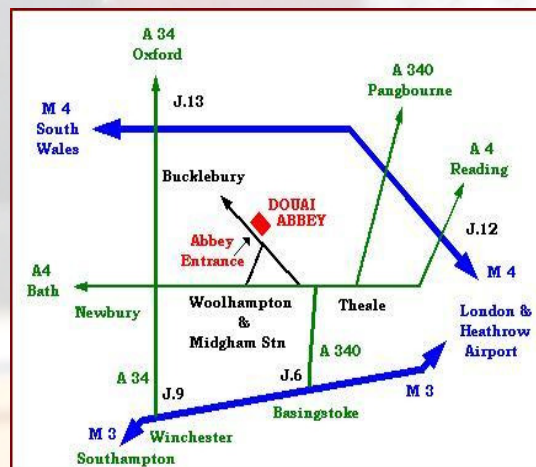 A 34
Oxford
A 340
Pangbourne
M 4
South
Wales
J.13
A 4
Reading
Bucklebury
DOUAI
ABBEY
Abbey
Entrance
J.12
M 4
A4
Bath
Newbury
Woolhampton
&
Midgham Stn
Theale
London &
Heathrow
Airport
A 340
A 34
J.9
J.6
Basingstoke
M 3
M 3
Winchester
Southampton